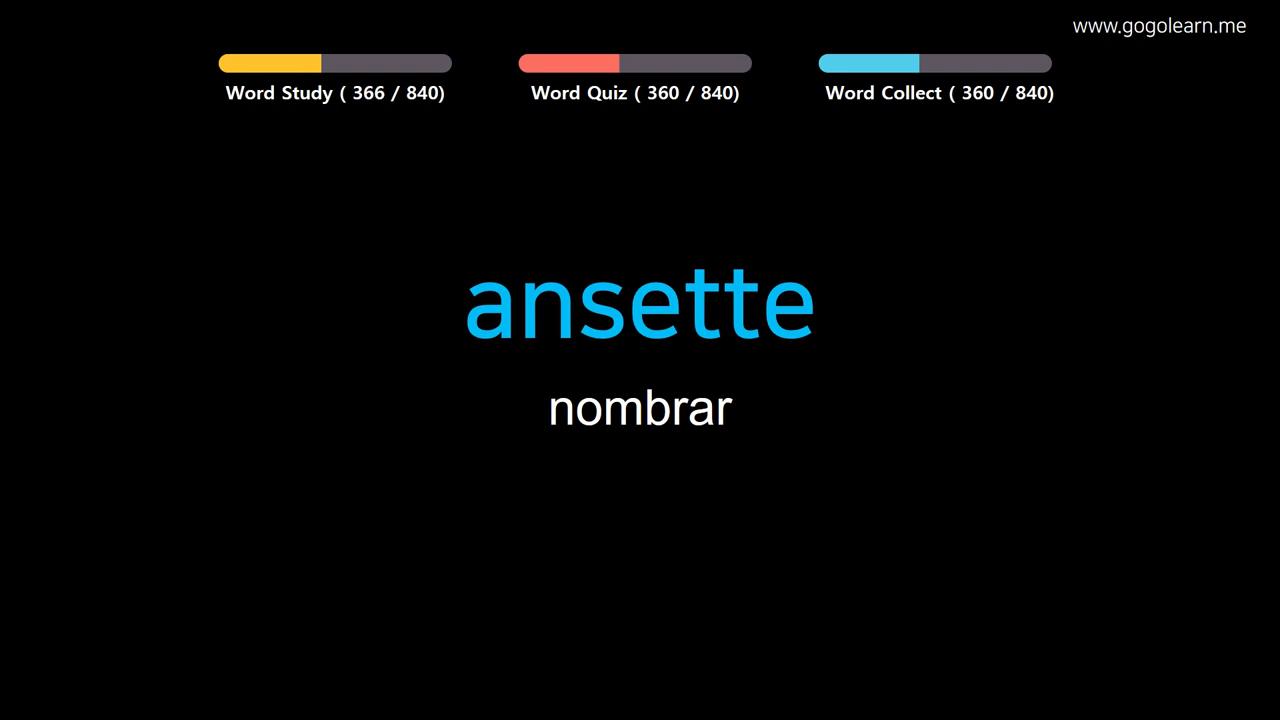 www.gogolearn.me
Word Study ( 366 / 840)
Word Quiz ( 360 / 840)
Word Collect ( 360 / 840)
ansette
nombrar